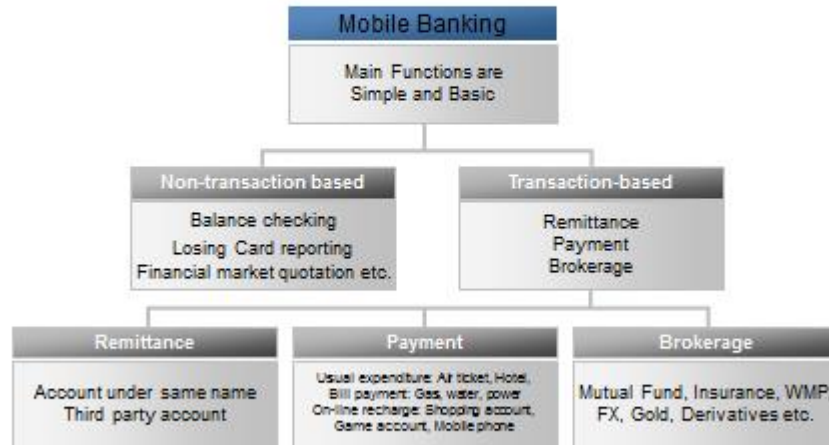 Mobile Banking
Main Functions are
Simple and Basic
Non-transaction based
Balance checking
Losing Card reporting
Financial market quotation etc.
Transaction-based
Remittance
Payment
Brokerage
Remittance
Account under same name
Third party account
Payment
Usual expenditure: Air ticket, Hotel,
Bill payment: Gas, water, power
On-line recharge: Shopping account,
Game account, Mobile phone
Brokerage
Mutual Fund, Insurance, WMP,
FX, Gold, Derivatives etc.